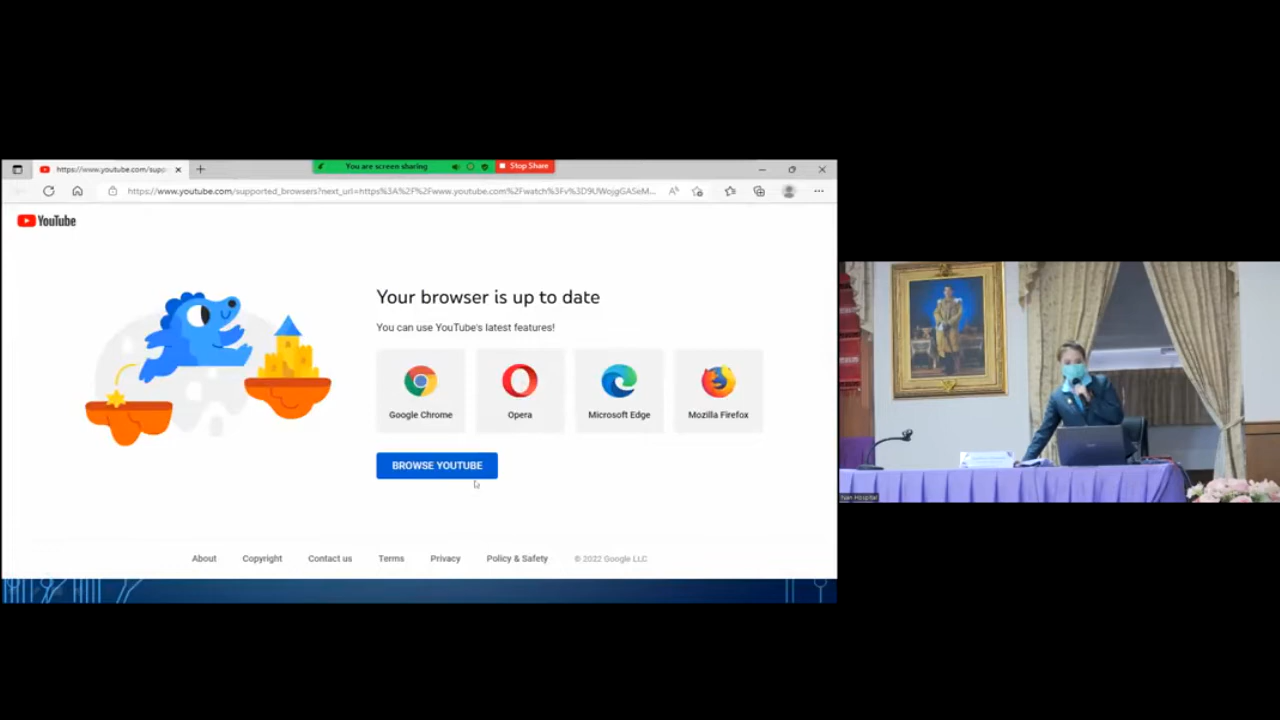 https://www.youtube.com/supp
You are screen sharing
Stop Share
https://www.youtube.com/supported_browsers?next_url=https%3A%2F%2Fwww.youtube.com%2Fwatch%3Fv%3D9UWojgGASeM...
YouTube
Your browser is up to date
You can use YouTube's latest features!
Google Chrome
Opera
Microsoft Edge
Mozilla Firefox
BROWSE YOUTUBE
About
Copyright
Contact us
Terms
Privacy
Policy & Safety
© 2022 Google LLC
Hospital